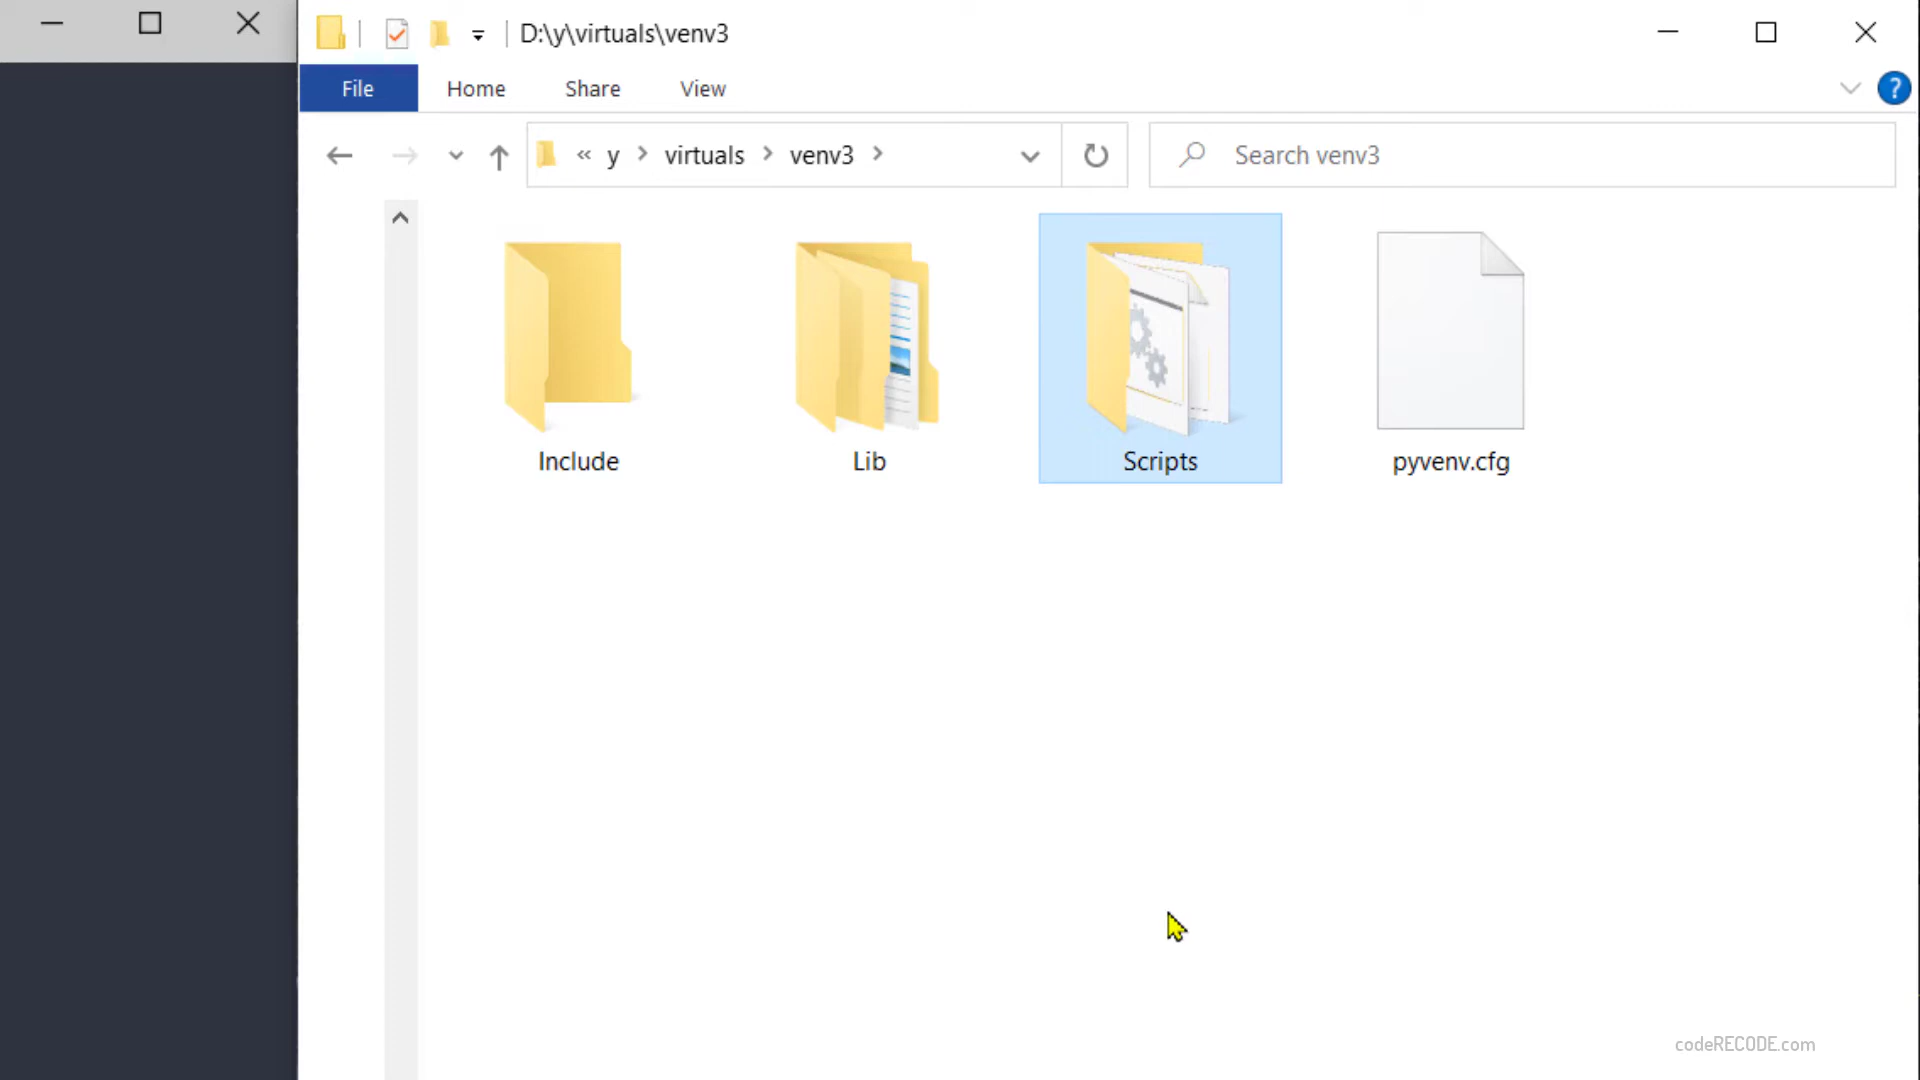 D:\y\virtuals\venv3
File Home Share View
?
« y > virtuals > venv3 >
Search venv3
Include Lib Scripts pyvenv.cfg
codeRECODE.com